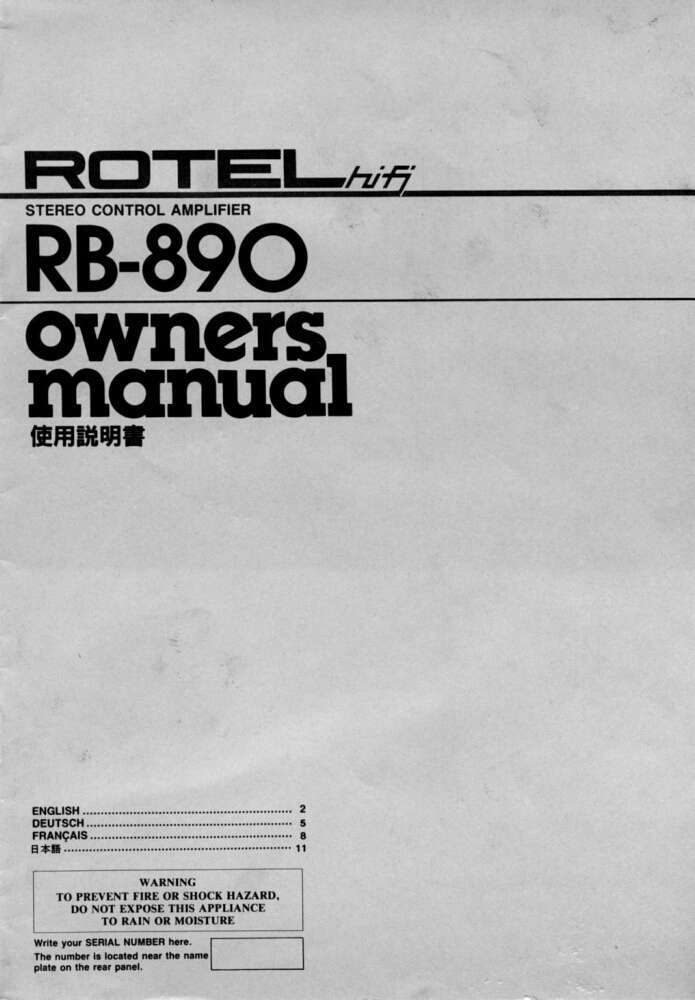 ROTEL hifi
STEREO CONTROL AMPLIFIER
RB-890
owners
manual
使用説明書
ENGLISH .......................................................... 2
DEUTSCH .......................................................... 5
FRANÇAIS ........................................................ 8
日本語 ............................................................... 11
WARNING
TO PREVENT FIRE OR SHOCK HAZARD,
DO NOT EXPOSE THIS APPLIANCE
TO RAIN OR MOISTURE
Write your SERIAL NUMBER here.
The number is located near the name
plate on the rear panel.